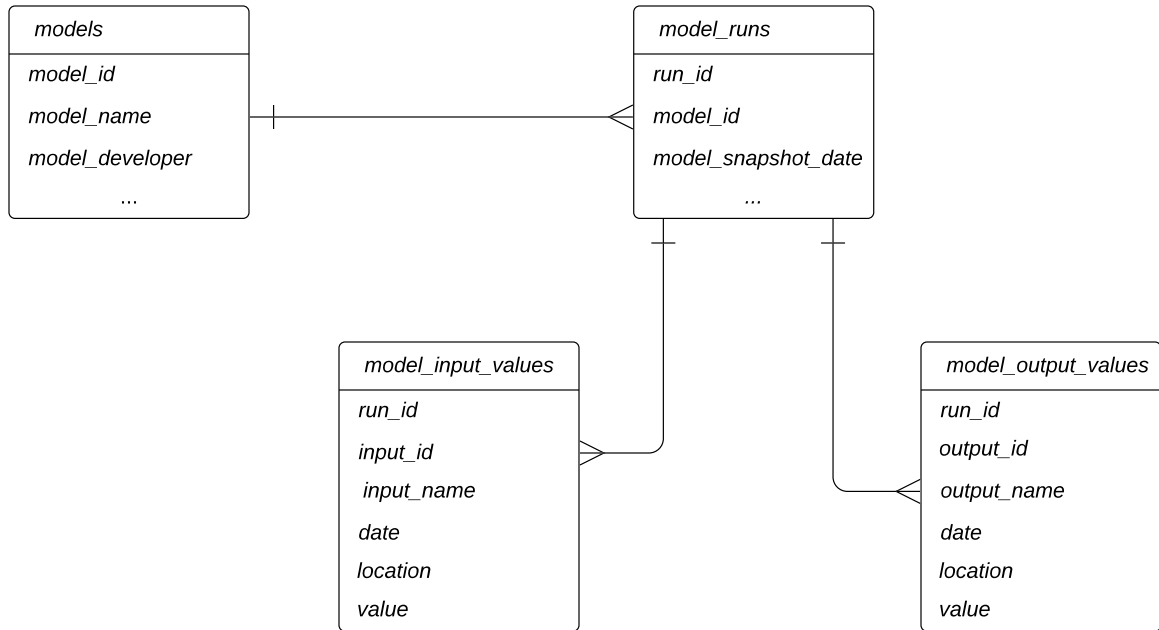 models
model_id
model_name
model_developer
...
model_runs
run_id
model_id
model_snapshot_date
...
model_input_values
run_id
input_id
input_name
date
location
value
model_output_values
run_id
output_id
output_name
date
location
value